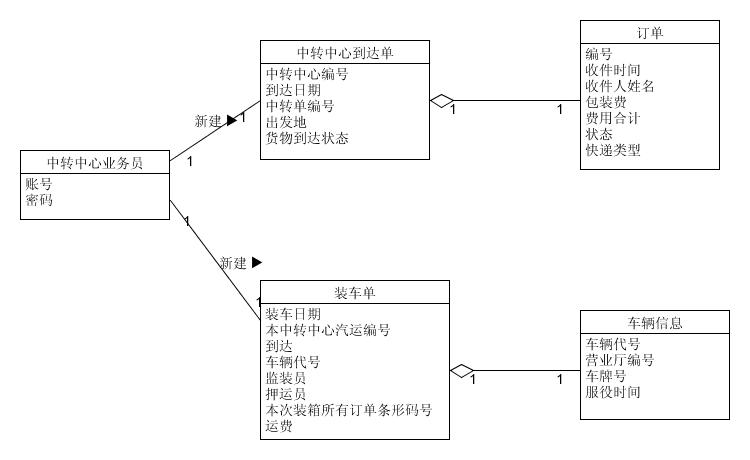 中转中心到达单
中转中心编号
到达日期
中转单编号
出发地
货物到达状态
订单
编号
收件时间
收件人姓名
包装费
费用合计
状态
快递类型
1
1
新建
1
1
中转中心业务员
账号
密码
1
新建
1
装车单
装车日期
本中转中心汽运编号
到达
车辆代号
监装员
押运员
本次装箱所有订单条形码号
运费
1
1
车辆信息
车辆代号
营业厅编号
车牌号
服役时间